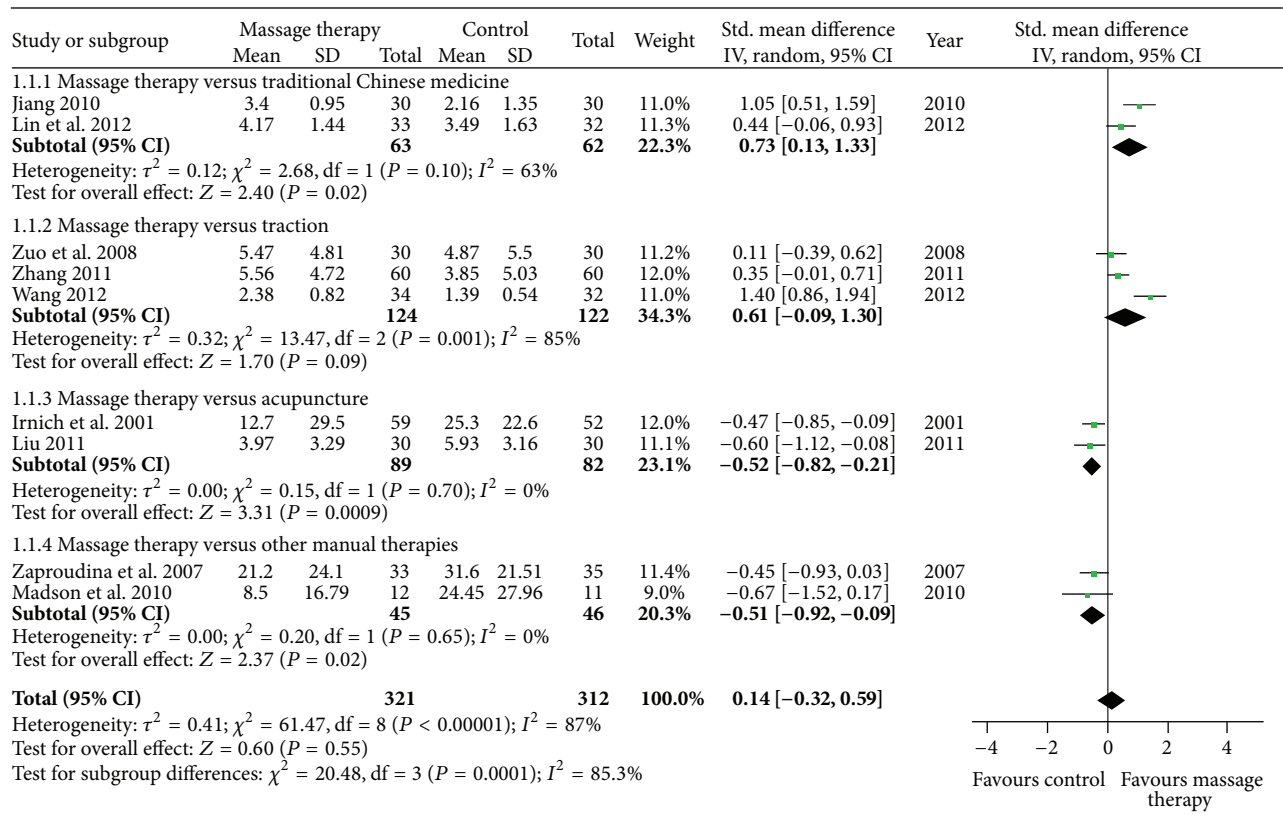 Study or subgroup Massage therapy Control Total Weight Std. mean difference Year Std. mean difference
Mean SD Total Mean SD IV, random, 95% CI IV, random, 95% CI
1.1.1 Massage therapy versus traditional Chinese medicine
Jiang 2010 3.4 0.95 30 2.16 1.35 30 11.0% 1.05 [0.51, 1.59] 2010
Lin et al. 2012 4.17 1.44 33 3.49 1.63 32 11.3% 0.44 [−0.06, 0.93] 2012
Subtotal (95% CI) 63 62 22.3% 0.73 [0.13, 1.33]
Heterogeneity: τ² = 0.12; χ² = 2.68, df = 1 (P = 0.10); I² = 63%
Test for overall effect: Z = 2.40 (P = 0.02)
1.1.2 Massage therapy versus traction
Zuo et al. 2008 5.47 4.81 30 4.87 5.5 30 11.2% 0.11 [−0.39, 0.62] 2008
Zhang 2011 5.56 4.72 60 3.85 5.03 60 12.0% 0.35 [−0.01, 0.71] 2011
Wang 2012 2.38 0.82 34 1.39 0.54 32 11.0% 1.40 [0.86, 1.94] 2012
Subtotal (95% CI) 124 122 34.3% 0.61 [−0.09, 1.30]
Heterogeneity: τ² = 0.32; χ² = 13.47, df = 2 (P = 0.001); I² = 85%
Test for overall effect: Z = 1.70 (P = 0.09)
1.1.3 Massage therapy versus acupuncture
Irnich et al. 2001 12.7 29.5 59 25.3 22.6 52 12.0% −0.47 [−0.85, −0.09] 2001
Liu 2011 3.97 3.29 30 5.93 3.16 30 11.1% −0.60 [−1.12, −0.08] 2011
Subtotal (95% CI) 89 82 23.1% −0.52 [−0.82, −0.21]
Heterogeneity: τ² = 0.00; χ² = 0.15, df = 1 (P = 0.70); I² = 0%
Test for overall effect: Z = 3.31 (P = 0.0009)
1.1.4 Massage therapy versus other manual therapies
Zaproudina et al. 2007 21.2 24.1 33 31.6 21.51 35 11.4% −0.45 [−0.93, 0.03] 2007
Madson et al. 2010 8.5 16.79 12 24.45 27.96 11 9.0% −0.67 [−1.52, 0.17] 2010
Subtotal (95% CI) 45 46 20.3% −0.51 [−0.92, −0.09]
Heterogeneity: τ² = 0.00; χ² = 0.20, df = 1 (P = 0.65); I² = 0%
Test for overall effect: Z = 2.37 (P = 0.02)
Total (95% CI) 321 312 100.0% 0.14 [−0.32, 0.59]
Heterogeneity: τ² = 0.41; χ² = 61.47, df = 8 (P < 0.00001); I² = 87%
Test for overall effect: Z = 0.60 (P = 0.55)
Test for subgroup differences: χ² = 20.48, df = 3 (P = 0.0001); I² = 85.3%
−4 −2 0 2 4
Favours control Favours massage
therapy